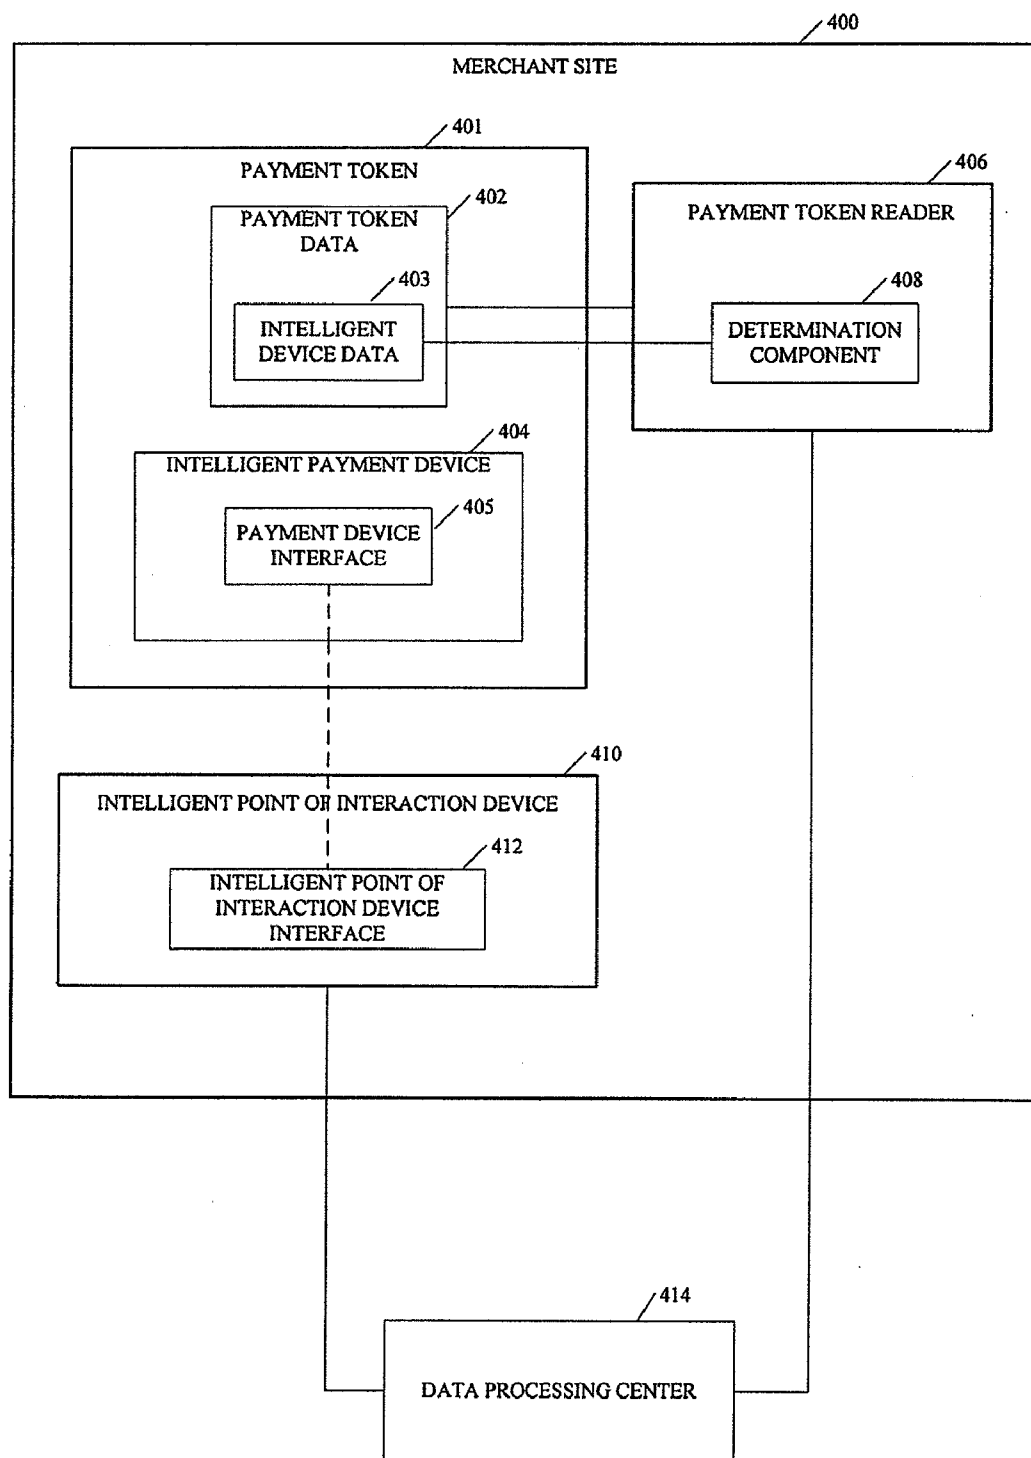 400
MERCHANT SITE
401
PAYMENT TOKEN
402
PAYMENT TOKEN
DATA
403
INTELLIGENT
DEVICE DATA
406
PAYMENT TOKEN READER
408
DETERMINATION
COMPONENT
404
INTELLIGENT PAYMENT DEVICE
405
PAYMENT DEVICE
INTERFACE
410
INTELLIGENT POINT OF INTERACTION DEVICE
412
INTELLIGENT POINT OF
INTERACTION DEVICE
INTERFACE
414
DATA PROCESSING CENTER